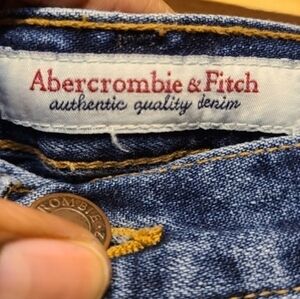 Abercrombie & Fitch
authentic quality denim